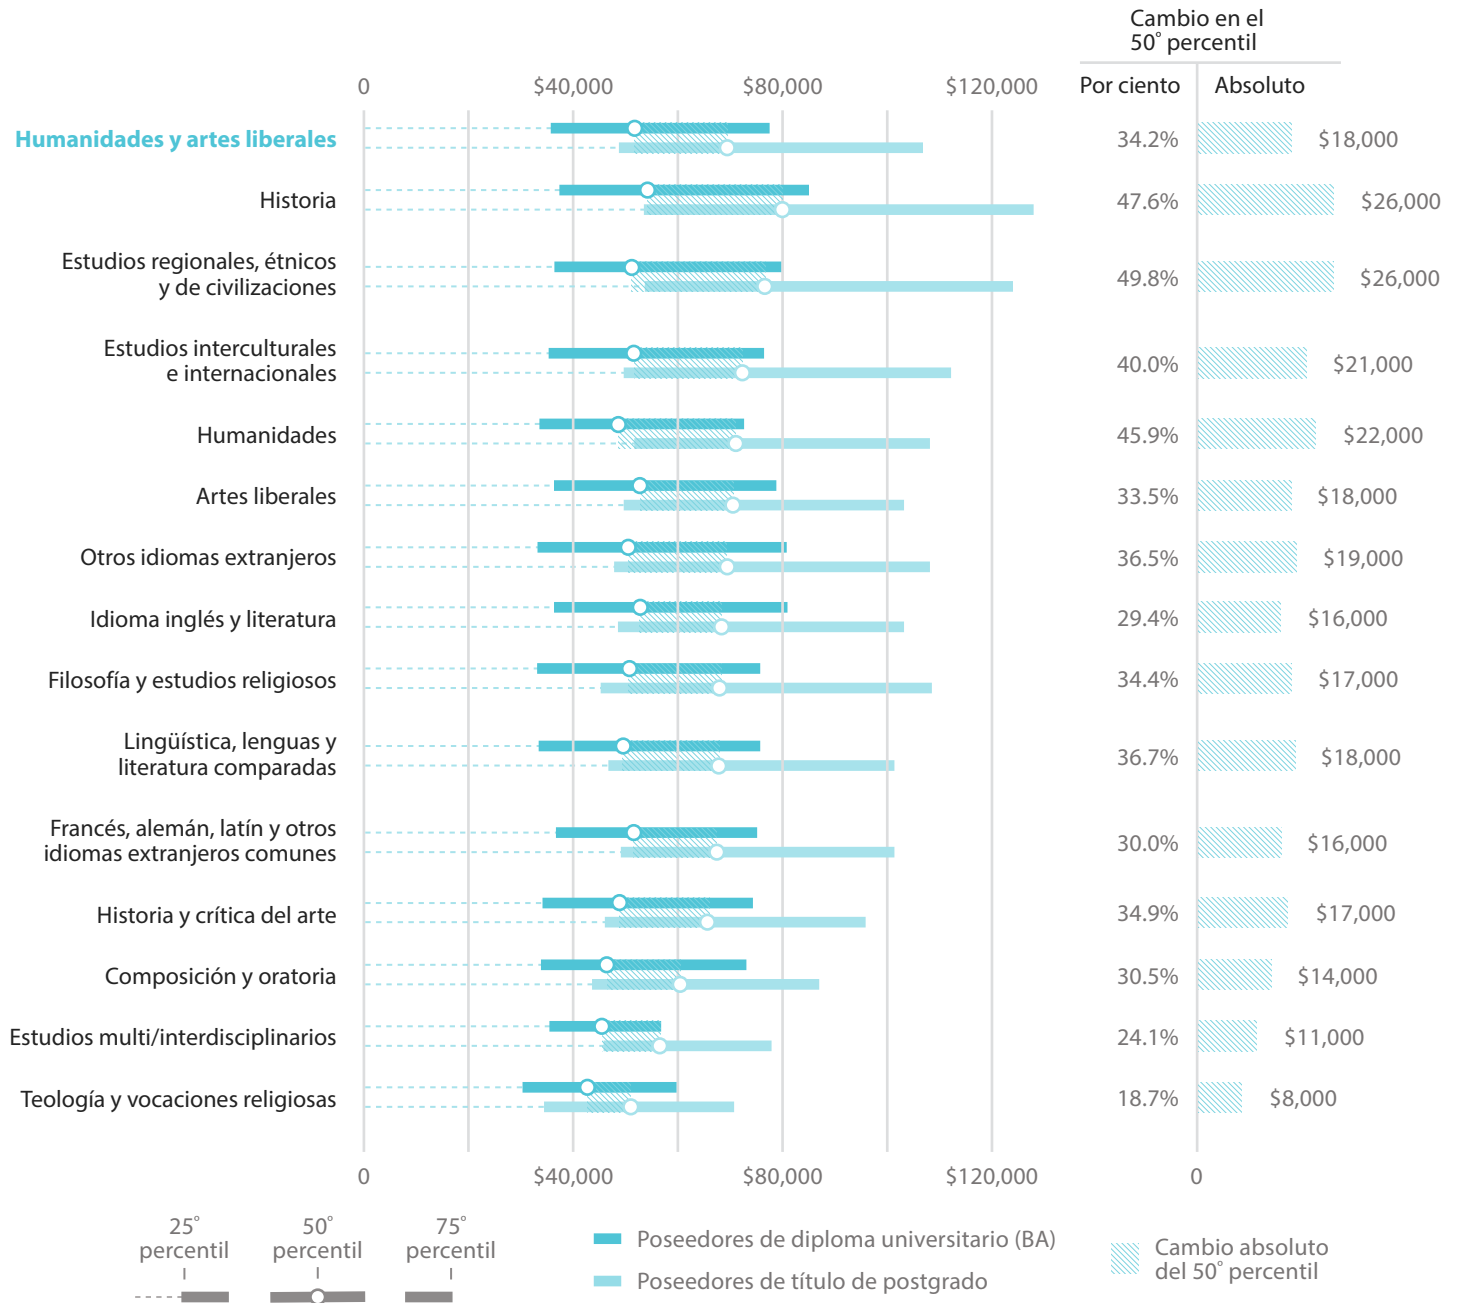 Cambio en el
50° percentil
0 $40,000 $80,000 $120,000 Por ciento Absoluto
Humanidades y artes liberales 34.2% $18,000
Historia 47.6% $26,000
Estudios regionales, étnicos
y de civilizaciones 49.8% $26,000
Estudios interculturales
e internacionales 40.0% $21,000
Humanidades 45.9% $22,000
Artes liberales 33.5% $18,000
Otros idiomas extranjeros 36.5% $19,000
Idioma inglés y literatura 29.4% $16,000
Filosofía y estudios religiosos 34.4% $17,000
Lingüística, lenguas y
literatura comparadas 36.7% $18,000
Francés, alemán, latín y otros
idiomas extranjeros comunes 30.0% $16,000
Historia y crítica del arte 34.9% $17,000
Composición y oratoria 30.5% $14,000
Estudios multi/interdisciplinarios 24.1% $11,000
Teología y vocaciones religiosas 18.7% $8,000
0 $40,000 $80,000 $120,000 0
25° percentil
50° percentil
75° percentil
Poseedores de diploma universitario (BA)
Poseedores de título de postgrado
Cambio absoluto
del 50° percentil